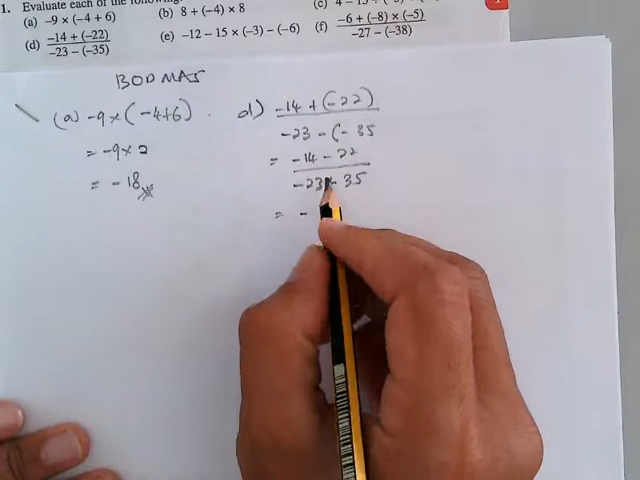 1. Evaluate each of the following.
(a) -9 × (-4 + 6) (b) 8 + (-4) × 8
(d) -14 + (-22) / -23 - (-35) (e) -12 - 15 × (-3) - (-6) (f) -6 + (-8) × (-5) / -27 - (-38)
BODMAS
(a) -9 × (-4+6) . d) -14 + (-22)
-23 - (-35
= -9 × 2 = -14 - 22
= -18 -23 - 35
= -